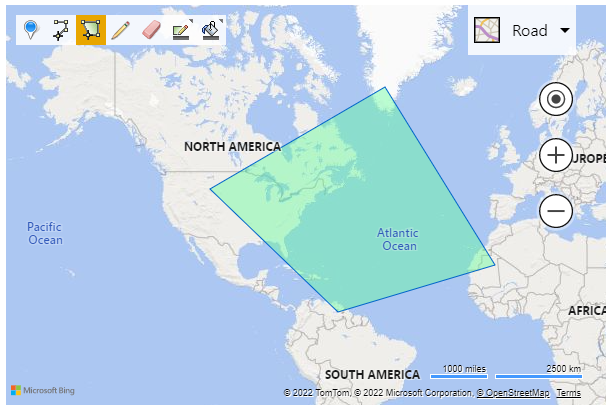 Road
NORTH AMERICA
UROPE
Pacific
Ocean
Atlantic
Ocean
AFRICA
SOUTH AMERICA
1000 miles
2500 km
Microsoft Bing
© 2022 TomTom, © 2022 Microsoft Corporation, © OpenStreetMap Terms